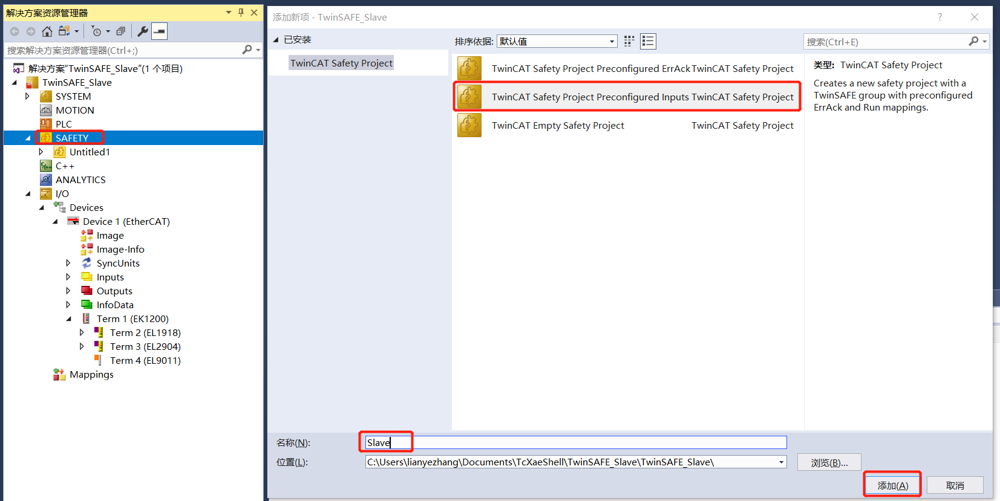 解决方案资源管理器
搜索解决方案资源管理器(Ctrl+;)
解决方案"TwinSAFE_Slave"(1 个项目)
TwinSAFE_Slave
SYSTEM
MOTION
PLC
SAFETY
Untitled1
C++
ANALYTICS
I/O
Devices
Device 1 (EtherCAT)
Image
Image-Info
SyncUnits
Inputs
Outputs
InfoData
Term 1 (EK1200)
Term 2 (EL1918)
Term 3 (EL2904)
Term 4 (EL9011)
Mappings
添加新项 - TwinSAFE_Slave
?
已安装
TwinCAT Safety Project
排序依据: 默认值
搜索(Ctrl+E)
TwinCAT Safety Project Preconfigured ErrAck TwinCAT Safety Project
TwinCAT Safety Project Preconfigured Inputs TwinCAT Safety Project
TwinCAT Empty Safety Project TwinCAT Safety Project
类型: TwinCAT Safety Project
Creates a new safety project with a
TwinSAFE group with preconfigured
ErrAck and Run mappings.
名称(N): Slave
位置(L): C:\Users\lianyezhang\Documents\TcXaeShell\TwinSAFE_Slave\TwinSAFE_Slave\
浏览(B)...
添加(A) 取消